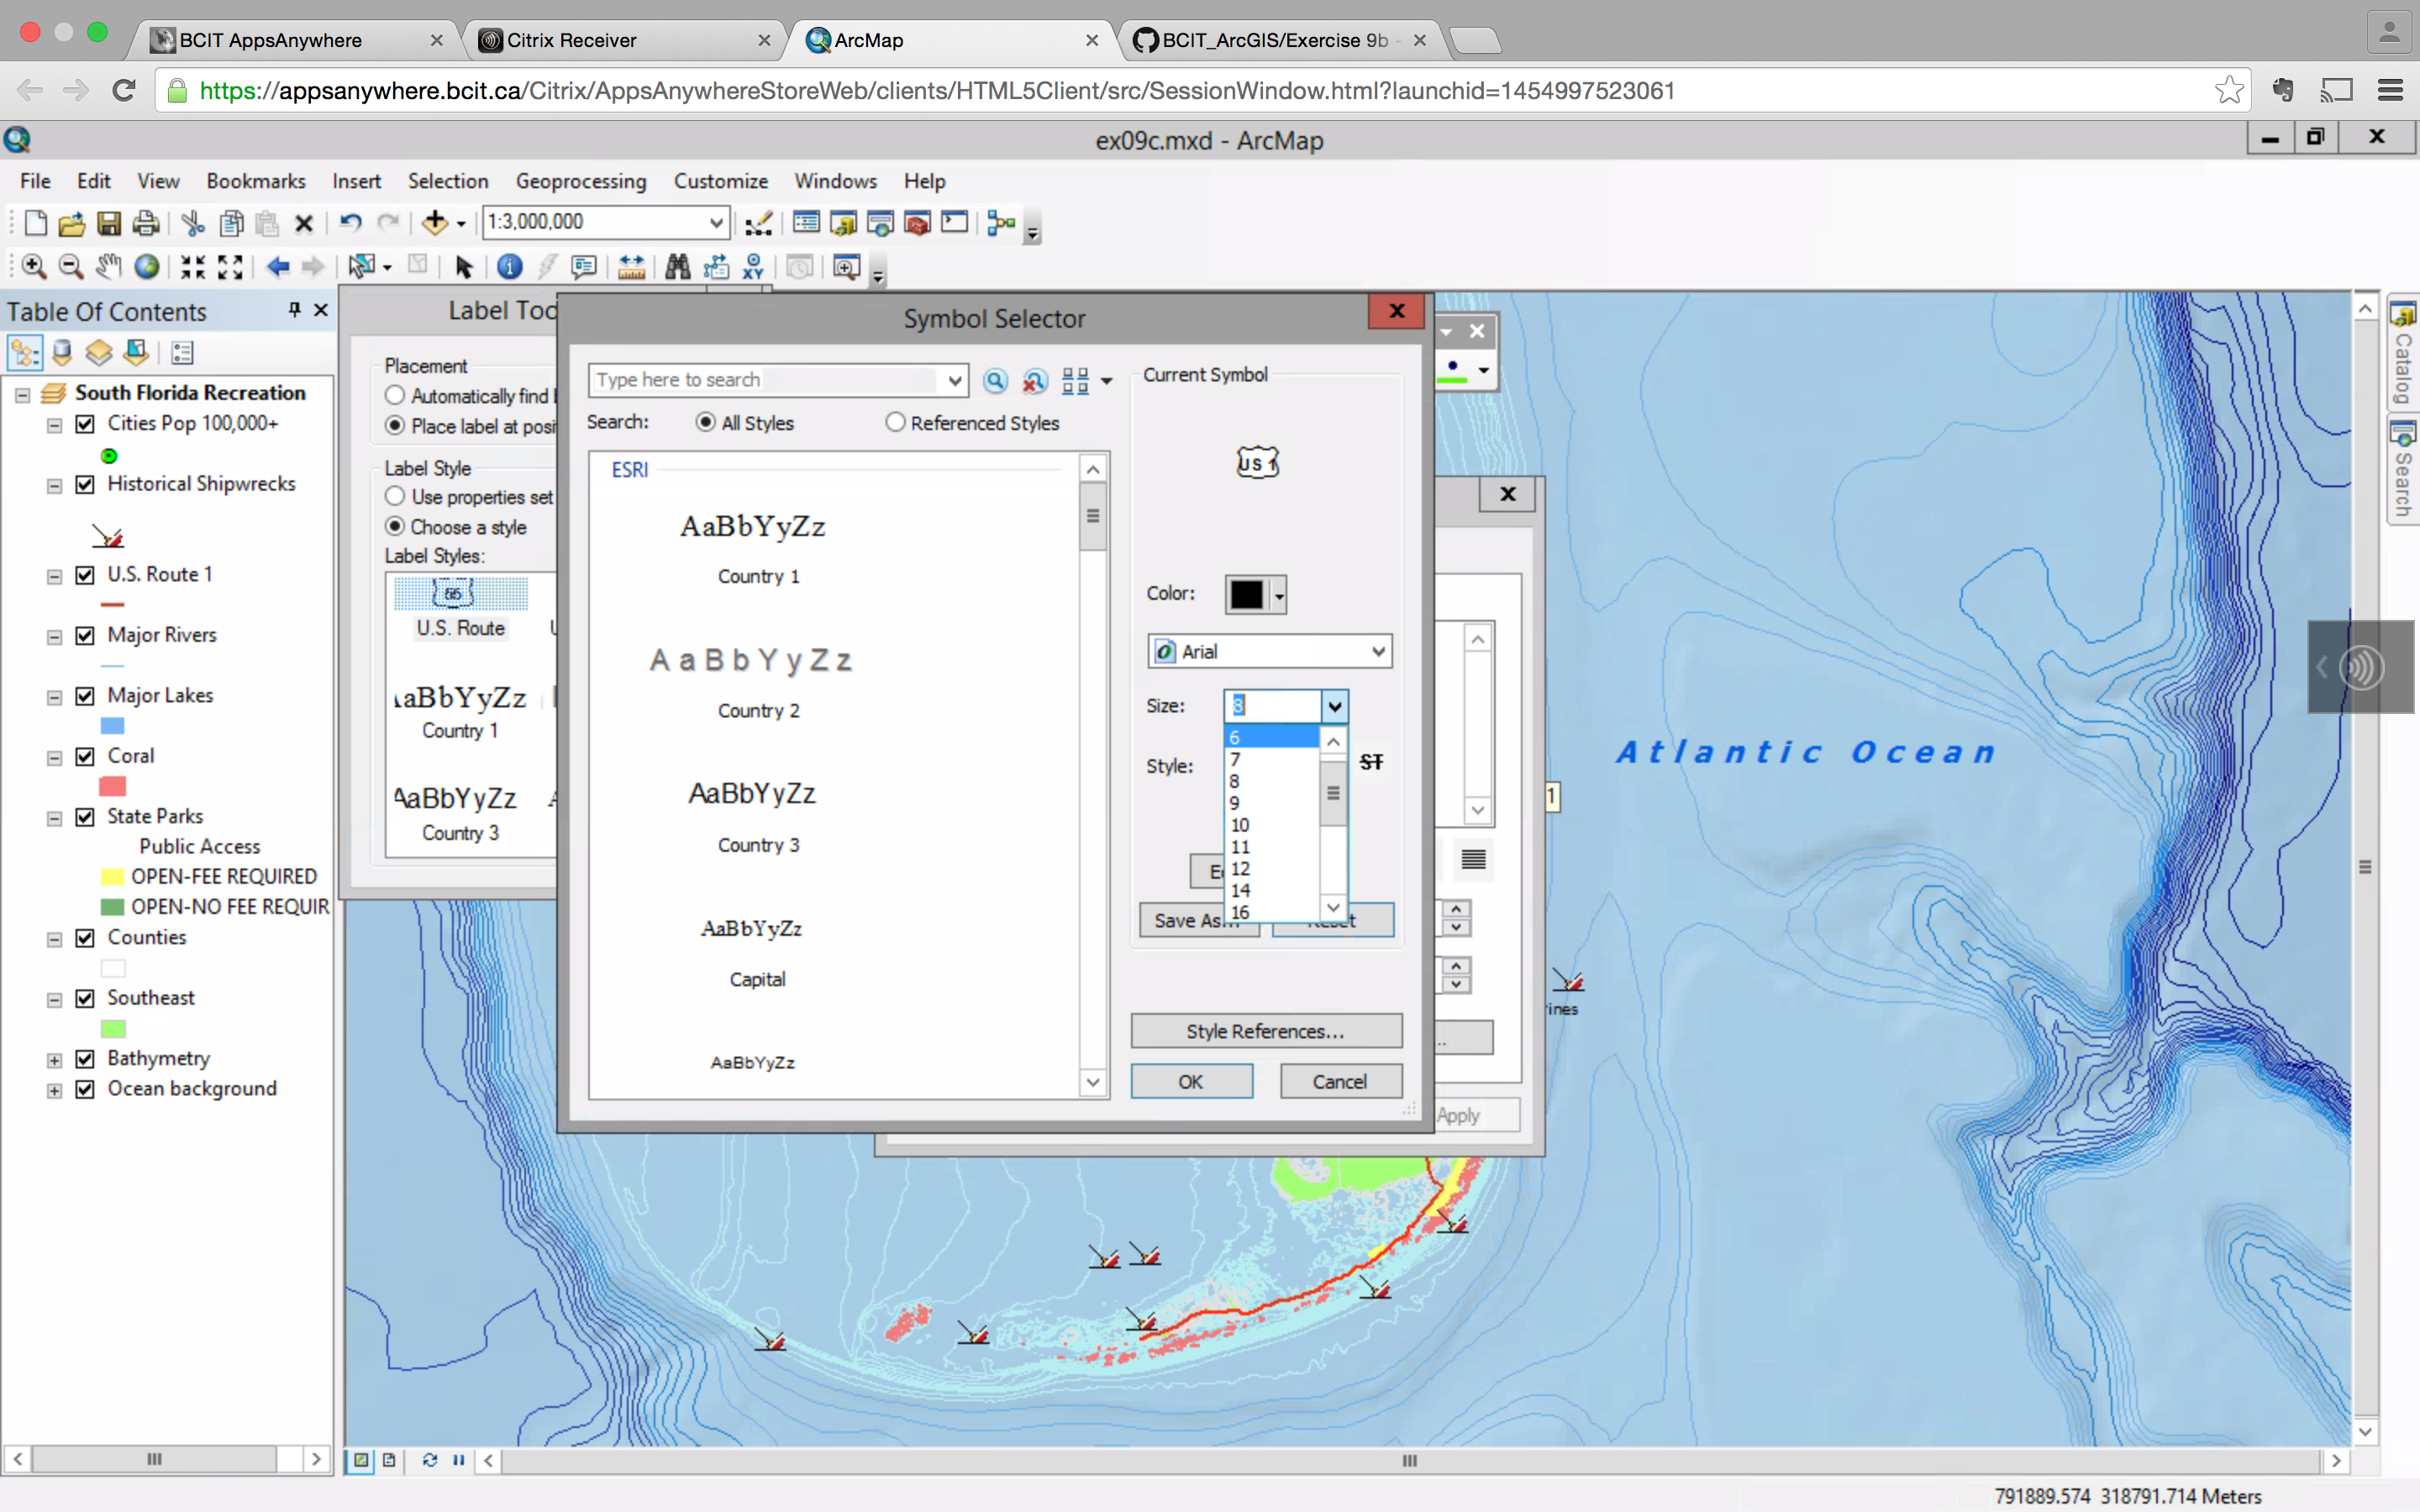 BCIT AppsAnywhere
Citrix Receiver
ArcMap
BCIT_ArcGIS/Exercise 9b
https://appsanywhere.bcit.ca/Citrix/AppsAnywhereStoreWeb/clients/HTML5Client/src/SessionWindow.html?launchid=1454997523061
ex09c.mxd - ArcMap
File Edit View Bookmarks Insert Selection Geoprocessing Customize Windows Help
1:3,000,000
Table Of Contents
South Florida Recreation
Cities Pop 100,000+
Historical Shipwrecks
U.S. Route 1
Major Rivers
Major Lakes
Coral
State Parks
Public Access
OPEN-FEE REQUIRED
OPEN-NO FEE REQUIR
Counties
Southeast
Bathymetry
Ocean background
Label Too
Placement
Automatically find
Place label at posi
Label Style
Use properties set
Choose a style
Label Styles:
55
U.S. Route
AaBbYyZz
Country 1
AaBbYyZz
Country 3
Symbol Selector
Type here to search
Search: All Styles Referenced Styles
ESRI
AaBbYyZz
Country 1
AaBbYyZz
Country 2
AaBbYyZz
Country 3
AaBbYyZz
Capital
AaBbYyZz
Current Symbol
US 1
Color:
Arial
Size: 8
6
7
8
9
10
11
12
14
16
Style:
ST
Save As...
Reset
Style References...
OK Cancel
Apply
XY
1
ines
Atlantic Ocean
Catalog
Search
791889.574 318791.714 Meters